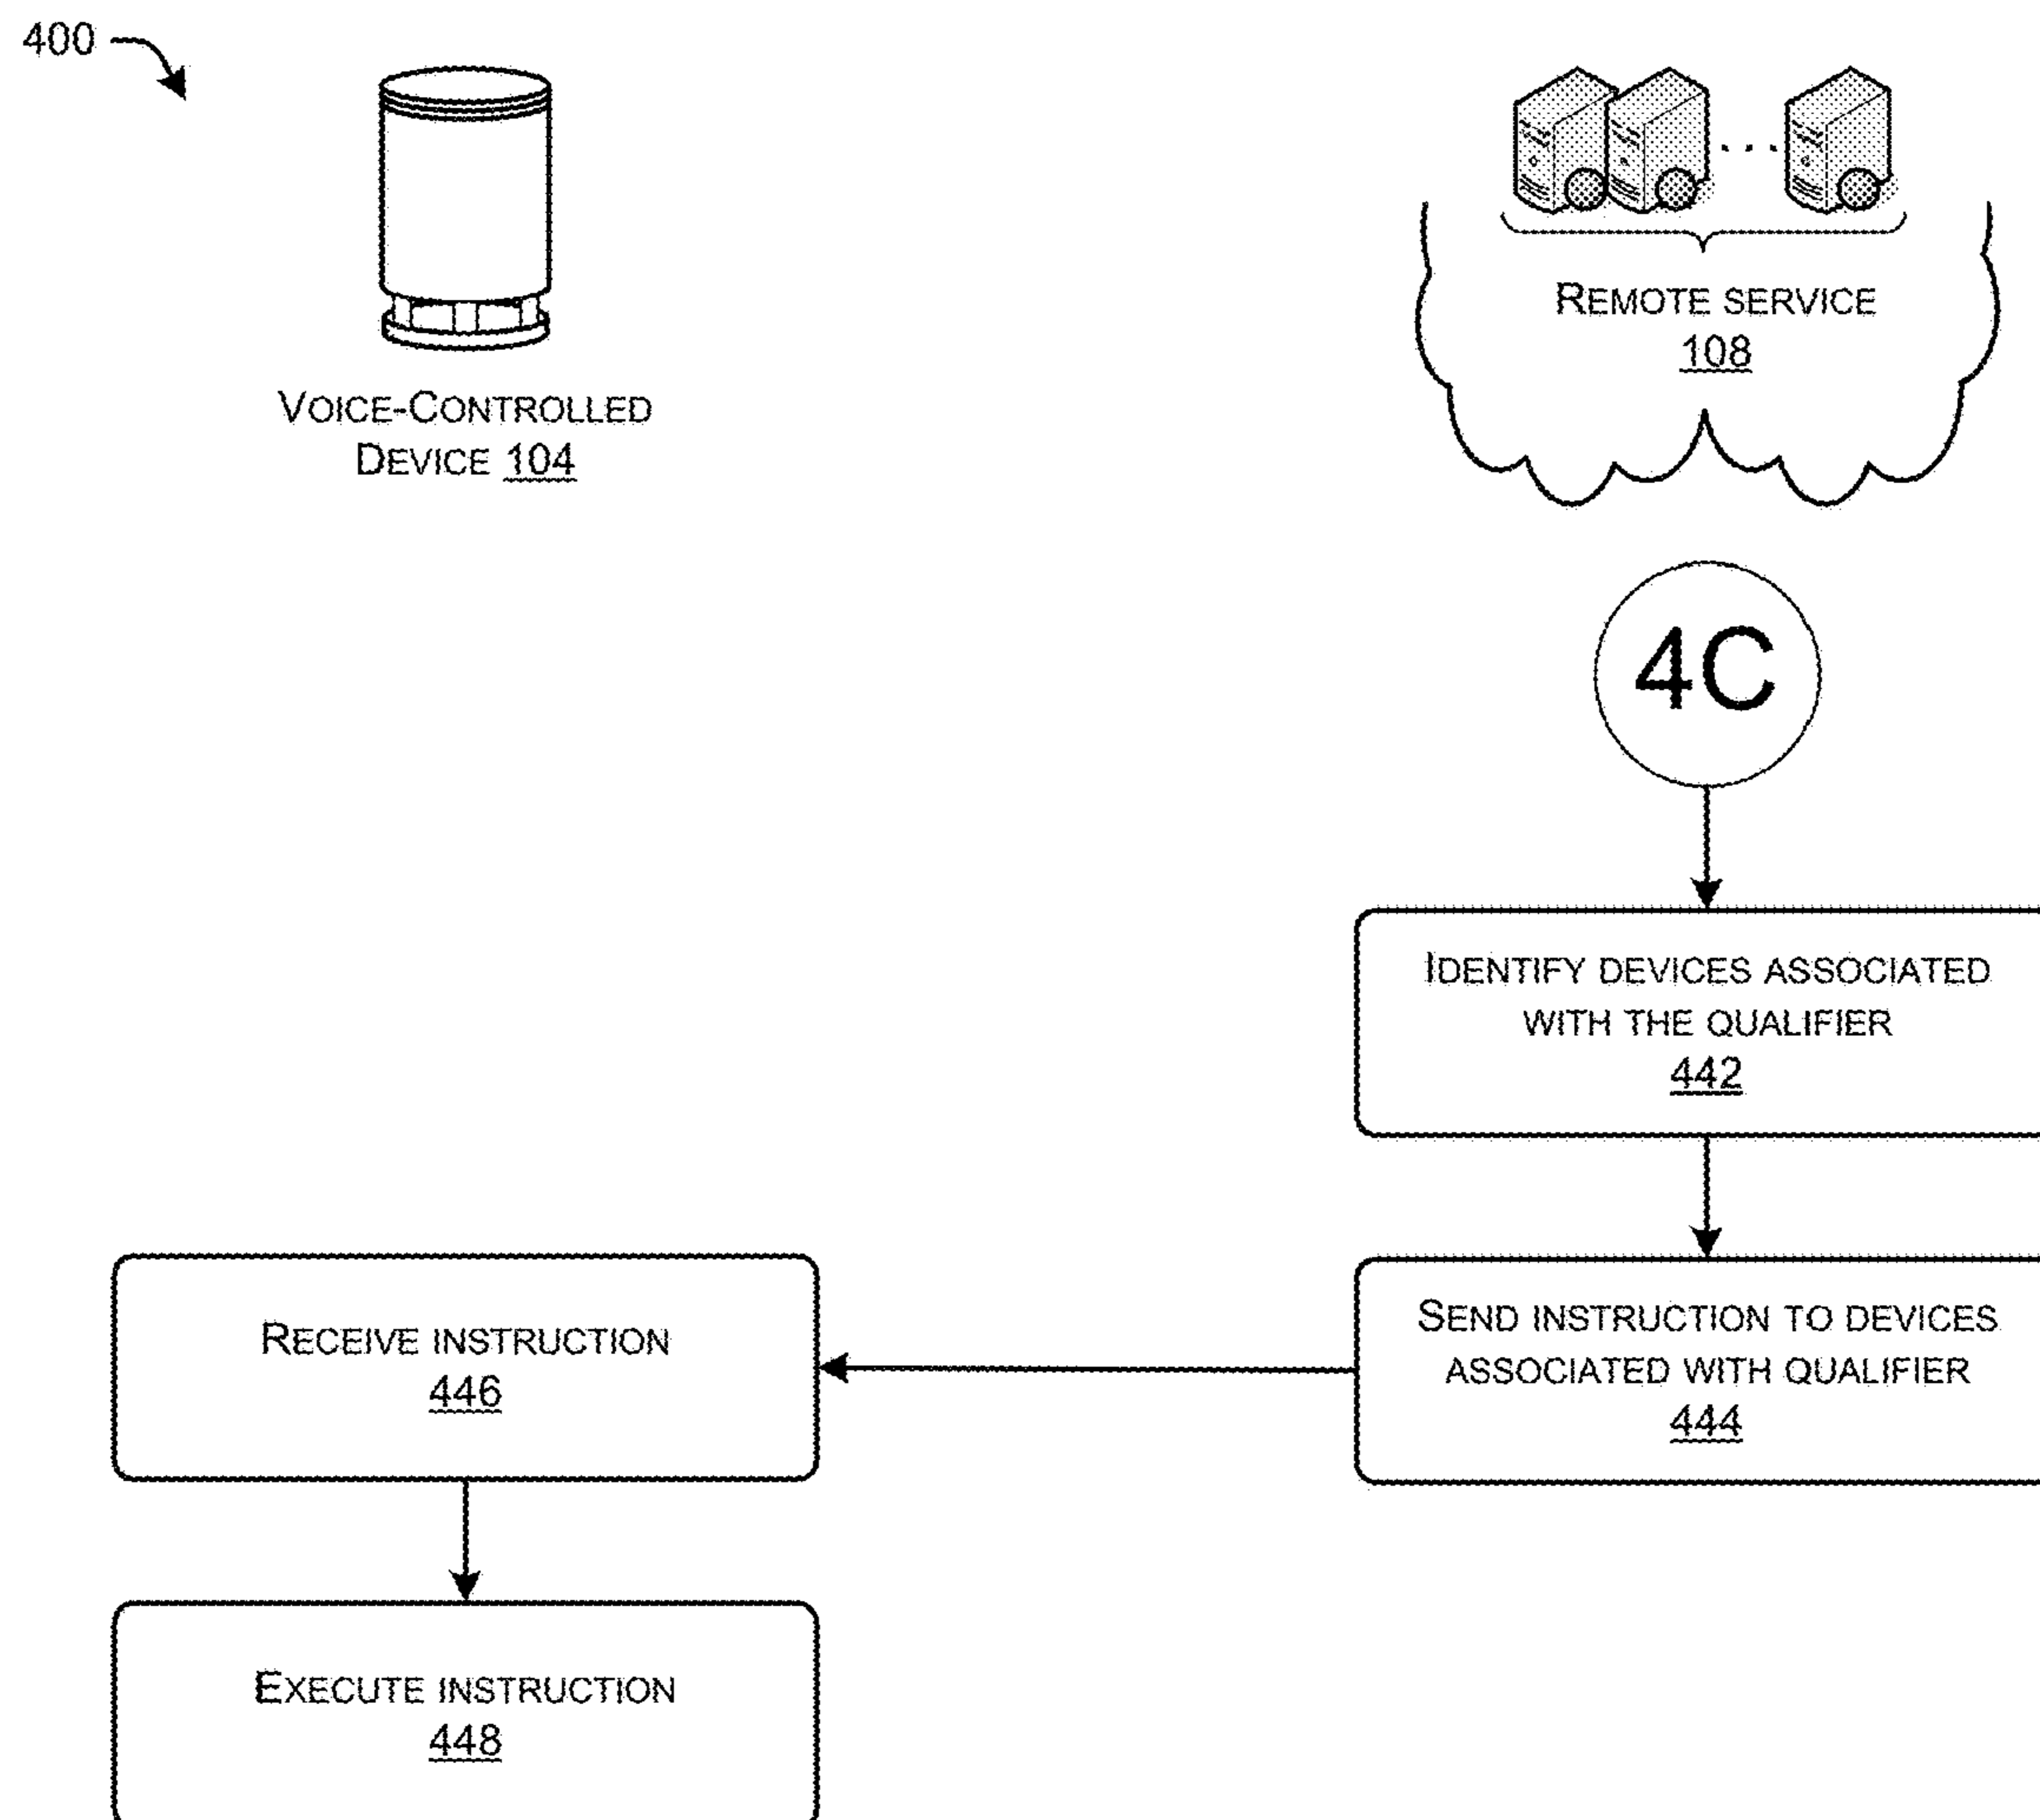 400
VOICE-CONTROLLED
DEVICE 104
REMOTE SERVICE
108
4C
IDENTIFY DEVICES ASSOCIATED
WITH THE QUALIFIER
442
SEND INSTRUCTION TO DEVICES
ASSOCIATED WITH QUALIFIER
444
RECEIVE INSTRUCTION
446
EXECUTE INSTRUCTION
448